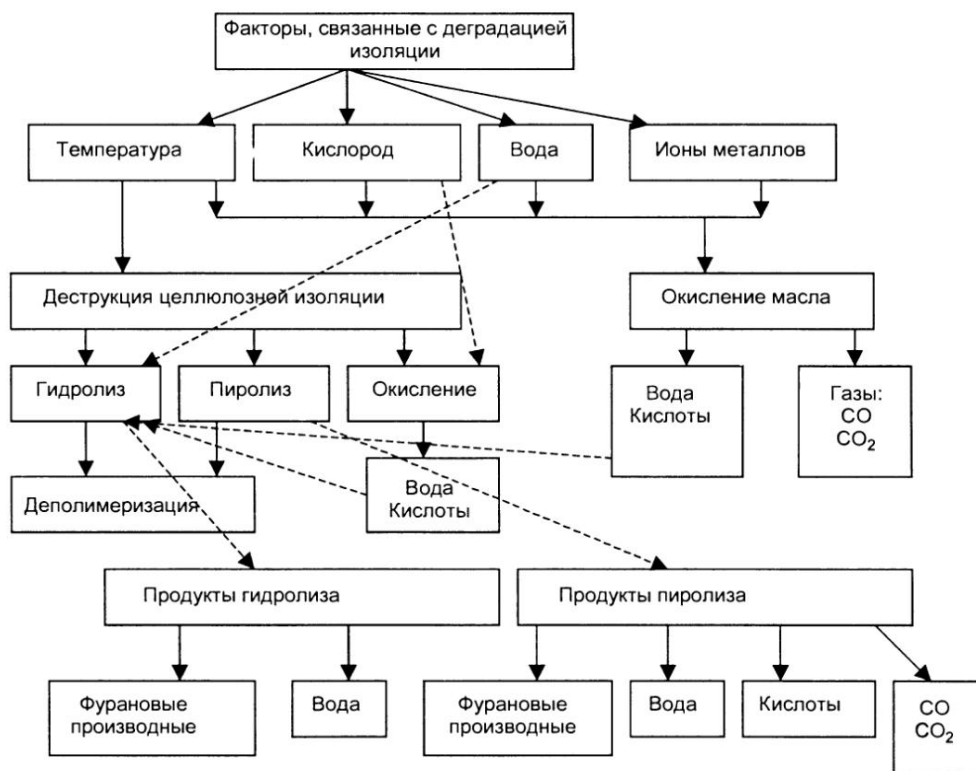 Факторы, связанные с деградацией
изоляции
Температура
Кислород
Вода
Ионы металлов
Деструкция целлюлозной изоляции
Окисление масла
Гидролиз
Пиролиз
Окисление
Вода
Кислоты
Газы:
CO
CO₂
Деполимеризация
Вода
Кислоты
Продукты гидролиза
Продукты пиролиза
Фурановые
производные
Вода
Фурановые
производные
Вода
Кислоты
CO
CO₂